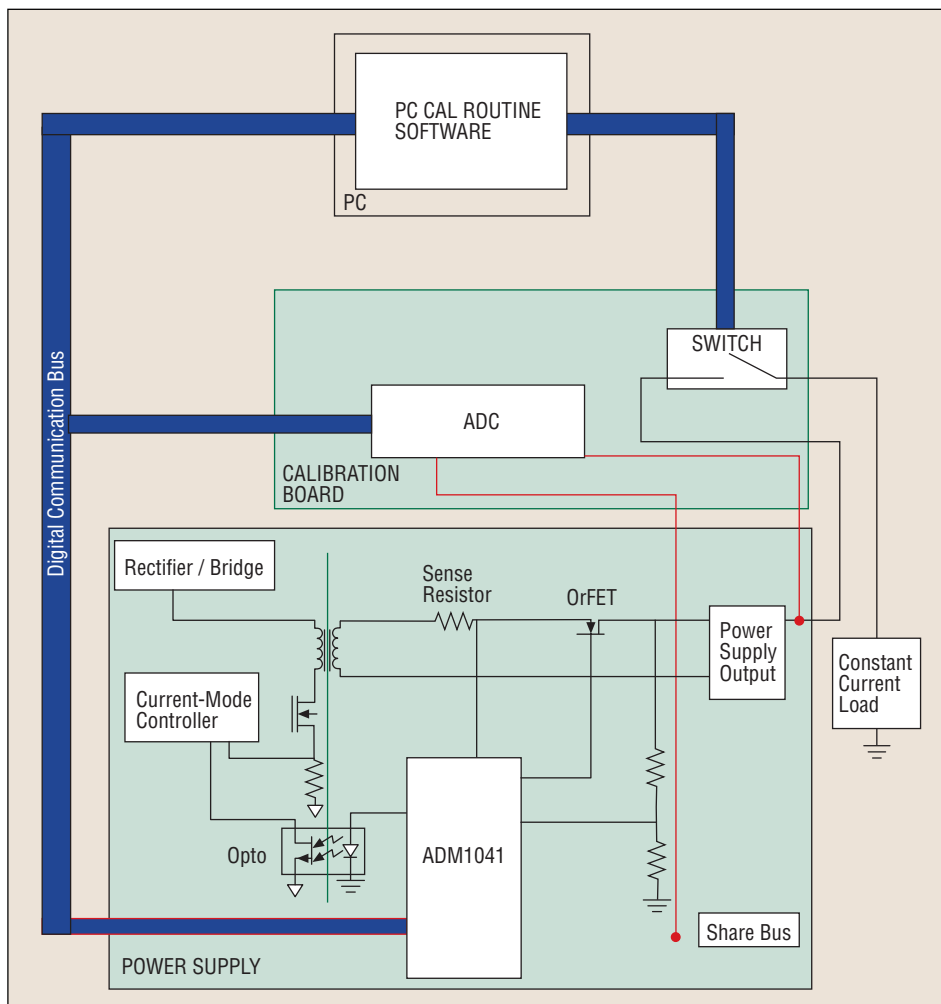 PC CAL ROUTINE
SOFTWARE
PC
Digital Communication Bus
SWITCH
ADC
CALIBRATION
BOARD
Rectifier / Bridge
Sense
Resistor
OrFET
Power
Supply
Output
Constant
Current
Load
Current-Mode
Controller
ADM1041
Opto
Share Bus
POWER SUPPLY